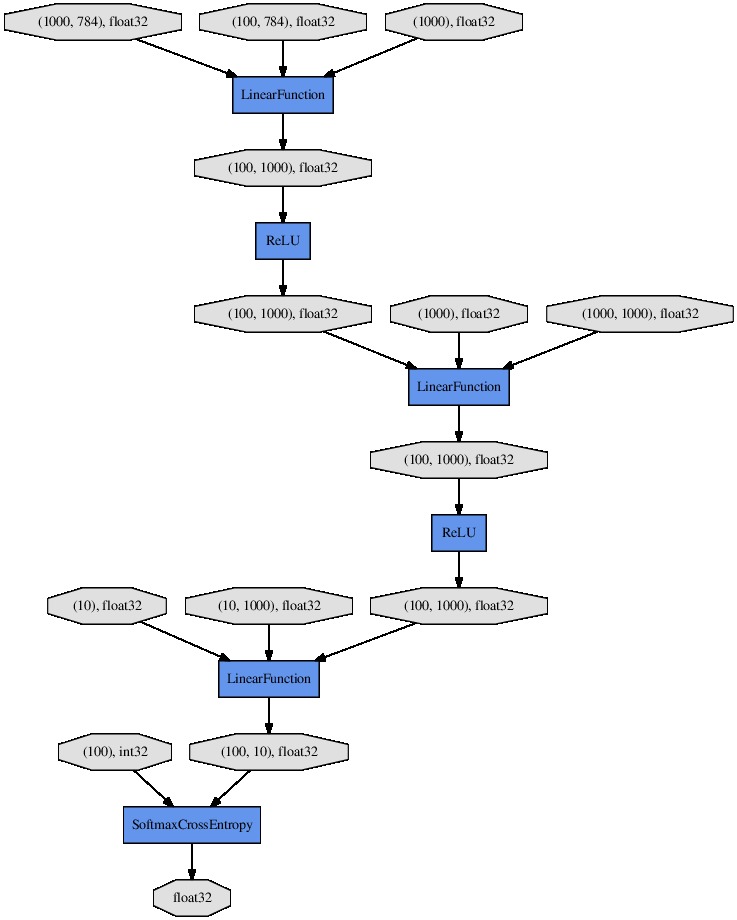 (1000, 784), float32
(100, 784), float32
(1000), float32
LinearFunction
(100, 1000), float32
ReLU
(100, 1000), float32
(1000), float32
(1000, 1000), float32
LinearFunction
(100, 1000), float32
ReLU
(10), float32
(10, 1000), float32
(100, 1000), float32
LinearFunction
(100), int32
(100, 10), float32
SoftmaxCrossEntropy
float32